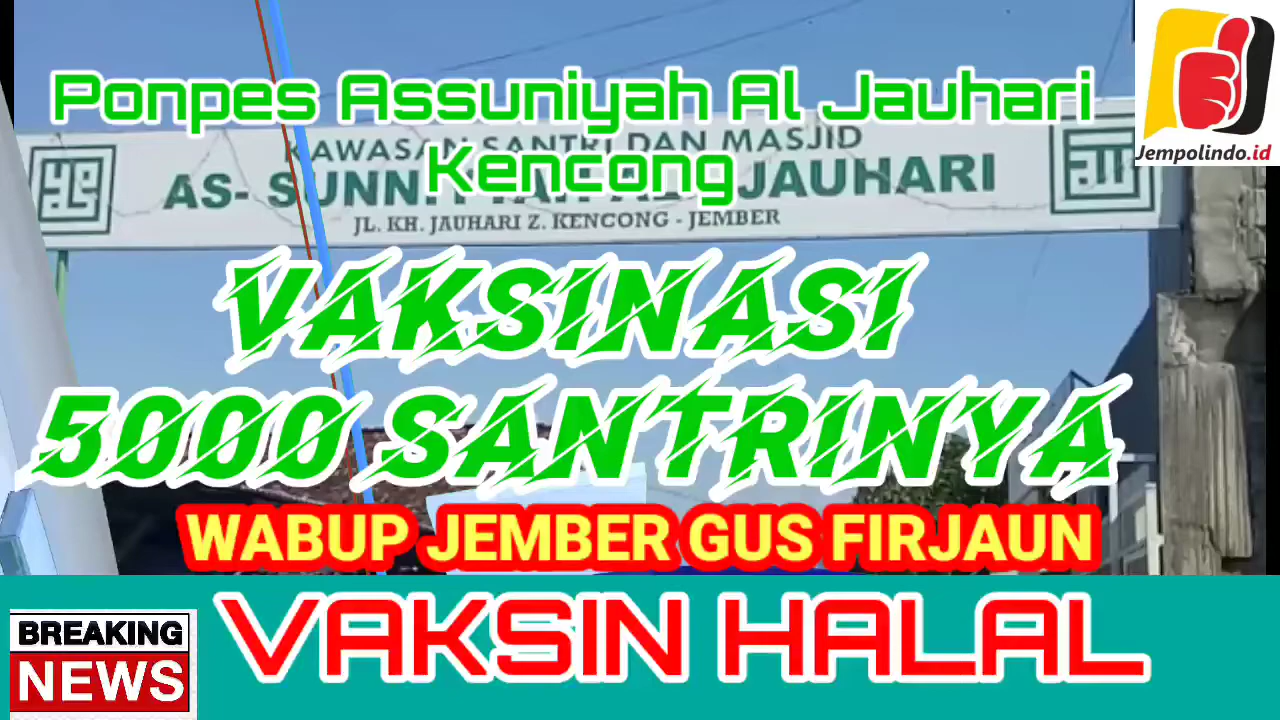 Ponpes Assuniyah Al Jauhari
Kencong
Jempolindo.id
KAWASAN SANTRI DAN MASJID
AS- SUNN JAUHARI
JL. KH. JAUHARI Z. KENCONG - JEMBER
VAKSINASI
5000 SANTRINYA
WABUP JEMBER GUS FIRJAUN
BREAKING
NEWS
VAKSIN HALAL